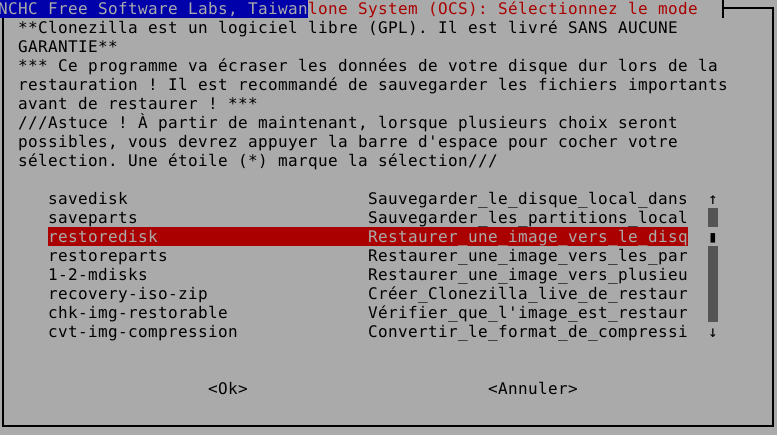 NCHC Free Software Labs, Taiwanlone System (OCS): Sélectionnez le mode
**Clonezilla est un logiciel libre (GPL). Il est livré SANS AUCUNE
GARANTIE**
*** Ce programme va écraser les données de votre disque dur lors de la
restauration ! Il est recommandé de sauvegarder les fichiers importants
avant de restaurer ! ***
///Astuce ! À partir de maintenant, lorsque plusieurs choix seront
possibles, vous devrez appuyer la barre d'espace pour cocher votre
sélection. Une étoile (*) marque la sélection///
savedisk Sauvegarder_le_disque_local_dans ↑
saveparts Sauvegarder_les_partitions_local
restoredisk Restaurer_une_image_vers_le_disq
restoreparts Restaurer_une_image_vers_les_par
1-2-mdisks Restaurer_une_image_vers_plusieu
recovery-iso-zip Créer_Clonezilla_live_de_restaur
chk-img-restorable Vérifier_que_l'image_est_restaur
cvt-img-compression Convertir_le_format_de_compressi ↓
<Ok> <Annuler>